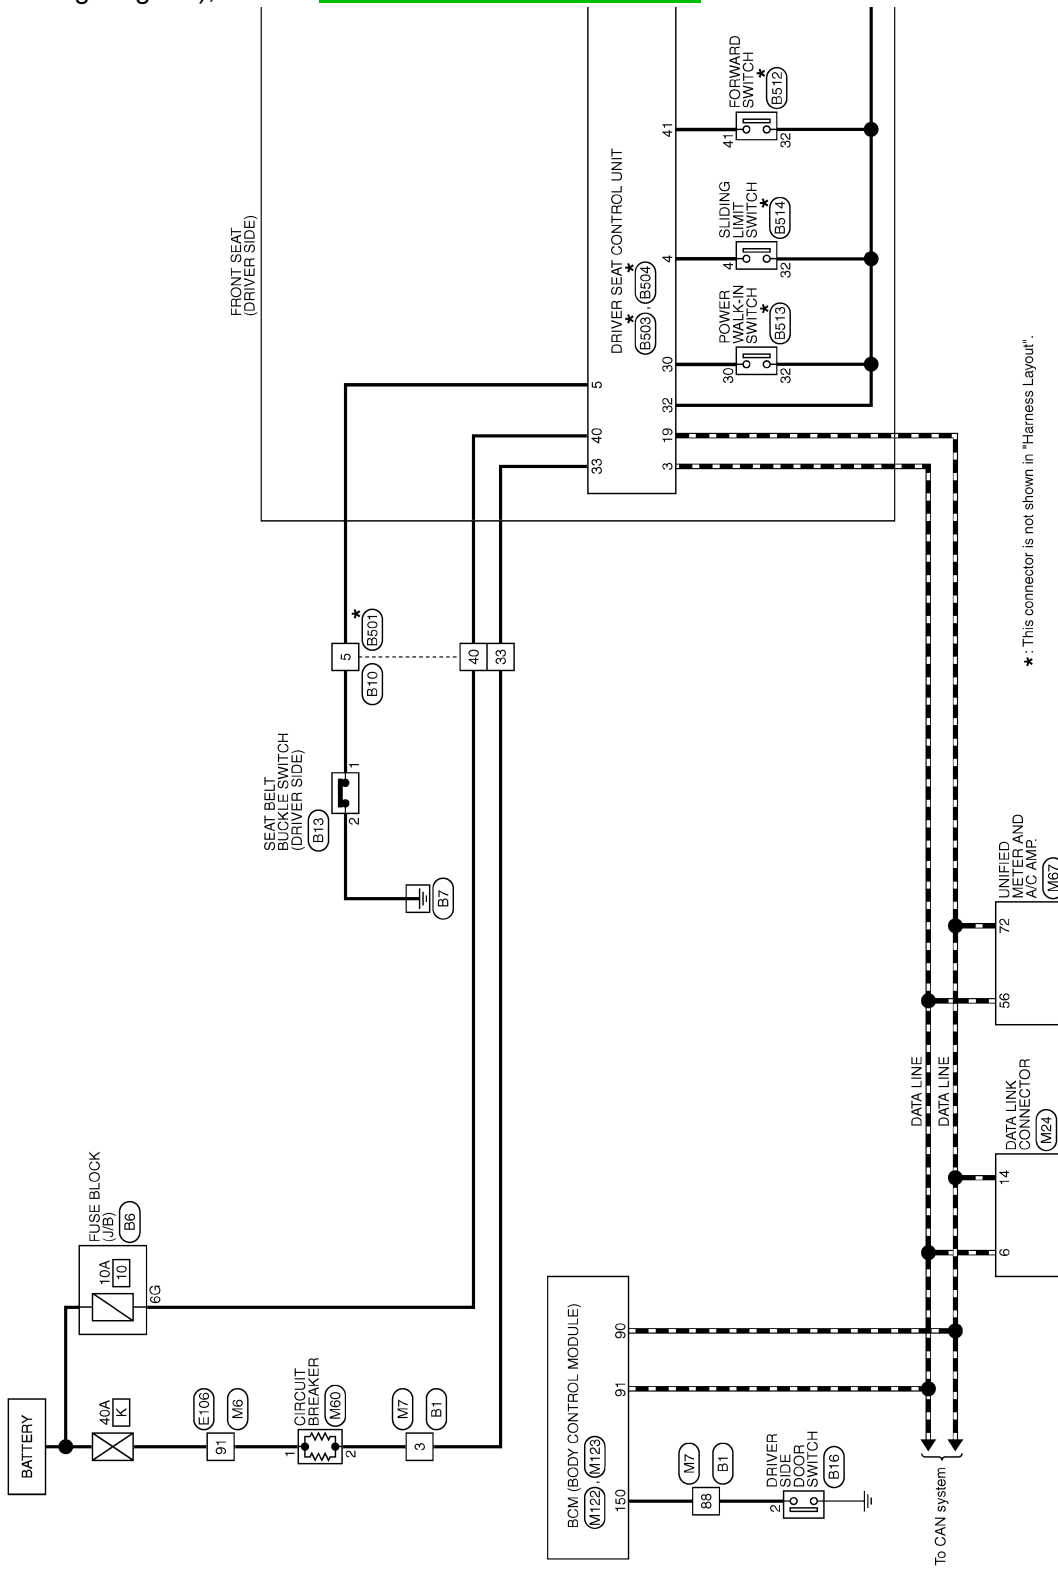 BATTERY
40A
K
FUSE BLOCK
(J/B)
B6
10A
10
6G
E106
M6
91
CIRCUIT
BREAKER
M60
1
2
M7
B1
3
SEAT BELT
BUCKLE SWITCH
(DRIVER SIDE)
B13
1
2
B7
5
B501
*
B10
40
33
FRONT SEAT
(DRIVER SIDE)
DRIVER SEAT CONTROL UNIT
B503 * , B504 *
5
40
33
41
4
30
32
19
3
FORWARD
SWITCH
*
B512
41
32
SLIDING
LIMIT
SWITCH
*
B514
4
32
POWER
WALK-IN
SWITCH
*
B513
30
32
BCM (BODY CONTROL MODULE)
M122 , M123
90
91
150
M7
B1
88
DRIVER
SIDE
DOOR
SWITCH
B16
2
DATA LINE
DATA LINE
DATA LINK
CONNECTOR
M24
14
6
UNIFIED
METER AND
A/C AMP.
M67
72
56
To CAN system
* : This connector is not shown in "Harness Layout".